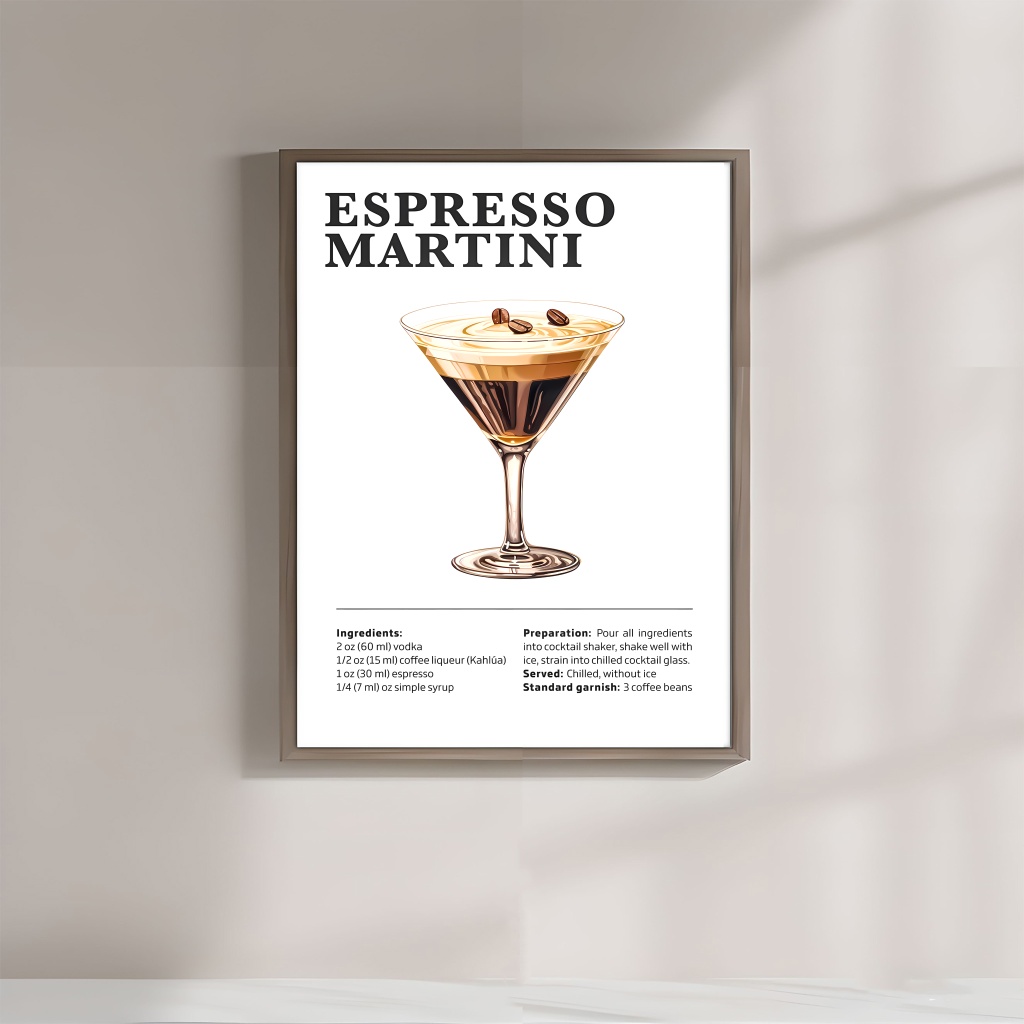 ESPRESSO
MARTINI
Ingredients:
2 oz (60 ml) vodka
1/2 oz (15 ml) coffee liqueur (Kahlúa)
1 oz (30 ml) espresso
1/4 (7 ml) oz simple syrup
Preparation: Pour all ingredients
into cocktail shaker, shake well with
ice, strain into chilled cocktail glass.
Served: Chilled, without ice
Standard garnish: 3 coffee beans